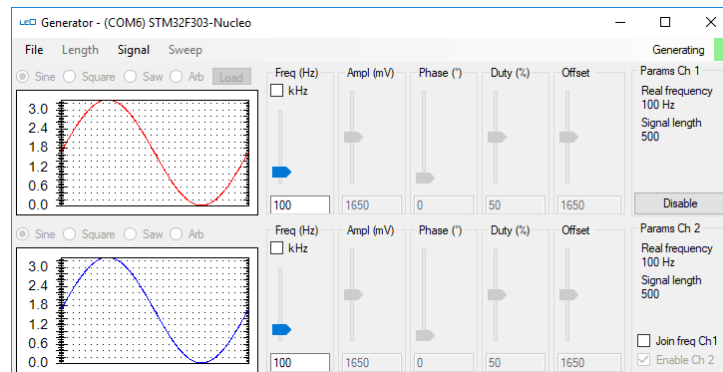 LEO Generator - (COM6) STM32F303-Nucleo
File Length Signal Sweep Generating
Sine Square Saw Arb Load
Freq (Hz) Ampl (mV) Phase (°) Duty (%) Offset Params Ch 1
kHz
Real frequency
100 Hz
Signal length
500
3.0
2.4
1.8
1.2
0.6
0.0
100 1650 0 50 1650 Disable
Sine Square Saw Arb
Freq (Hz) Ampl (mV) Phase (°) Duty (%) Offset Params Ch 2
kHz
Real frequency
100 Hz
Signal length
500
3.0
2.4
1.8
1.2
0.6
0.0
Join freq Ch1
100 1650 0 50 1650 Enable Ch 2